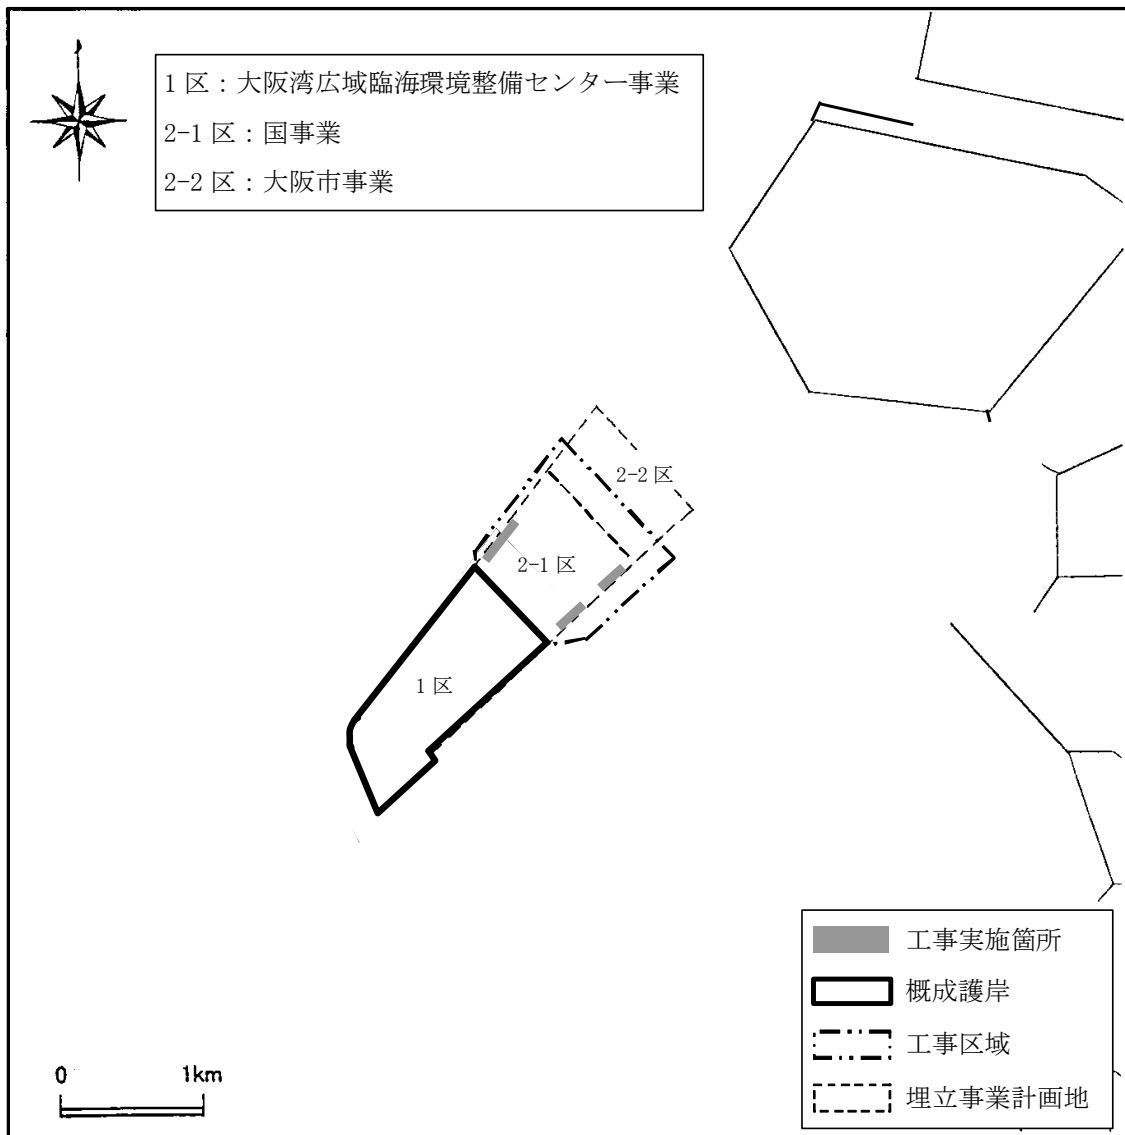 1 区：大阪湾広域臨海環境整備センター事業
2-1 区：国事業
2-2 区：大阪市事業
2-2 区
2-1 区
1 区
工事実施箇所
概成護岸
工事区域
埋立事業計画地
0 1km